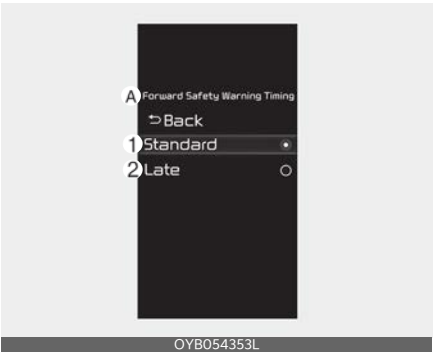 A Forward Safety Warning Timing
Back
1 Standard
2 Late
OYB054353L